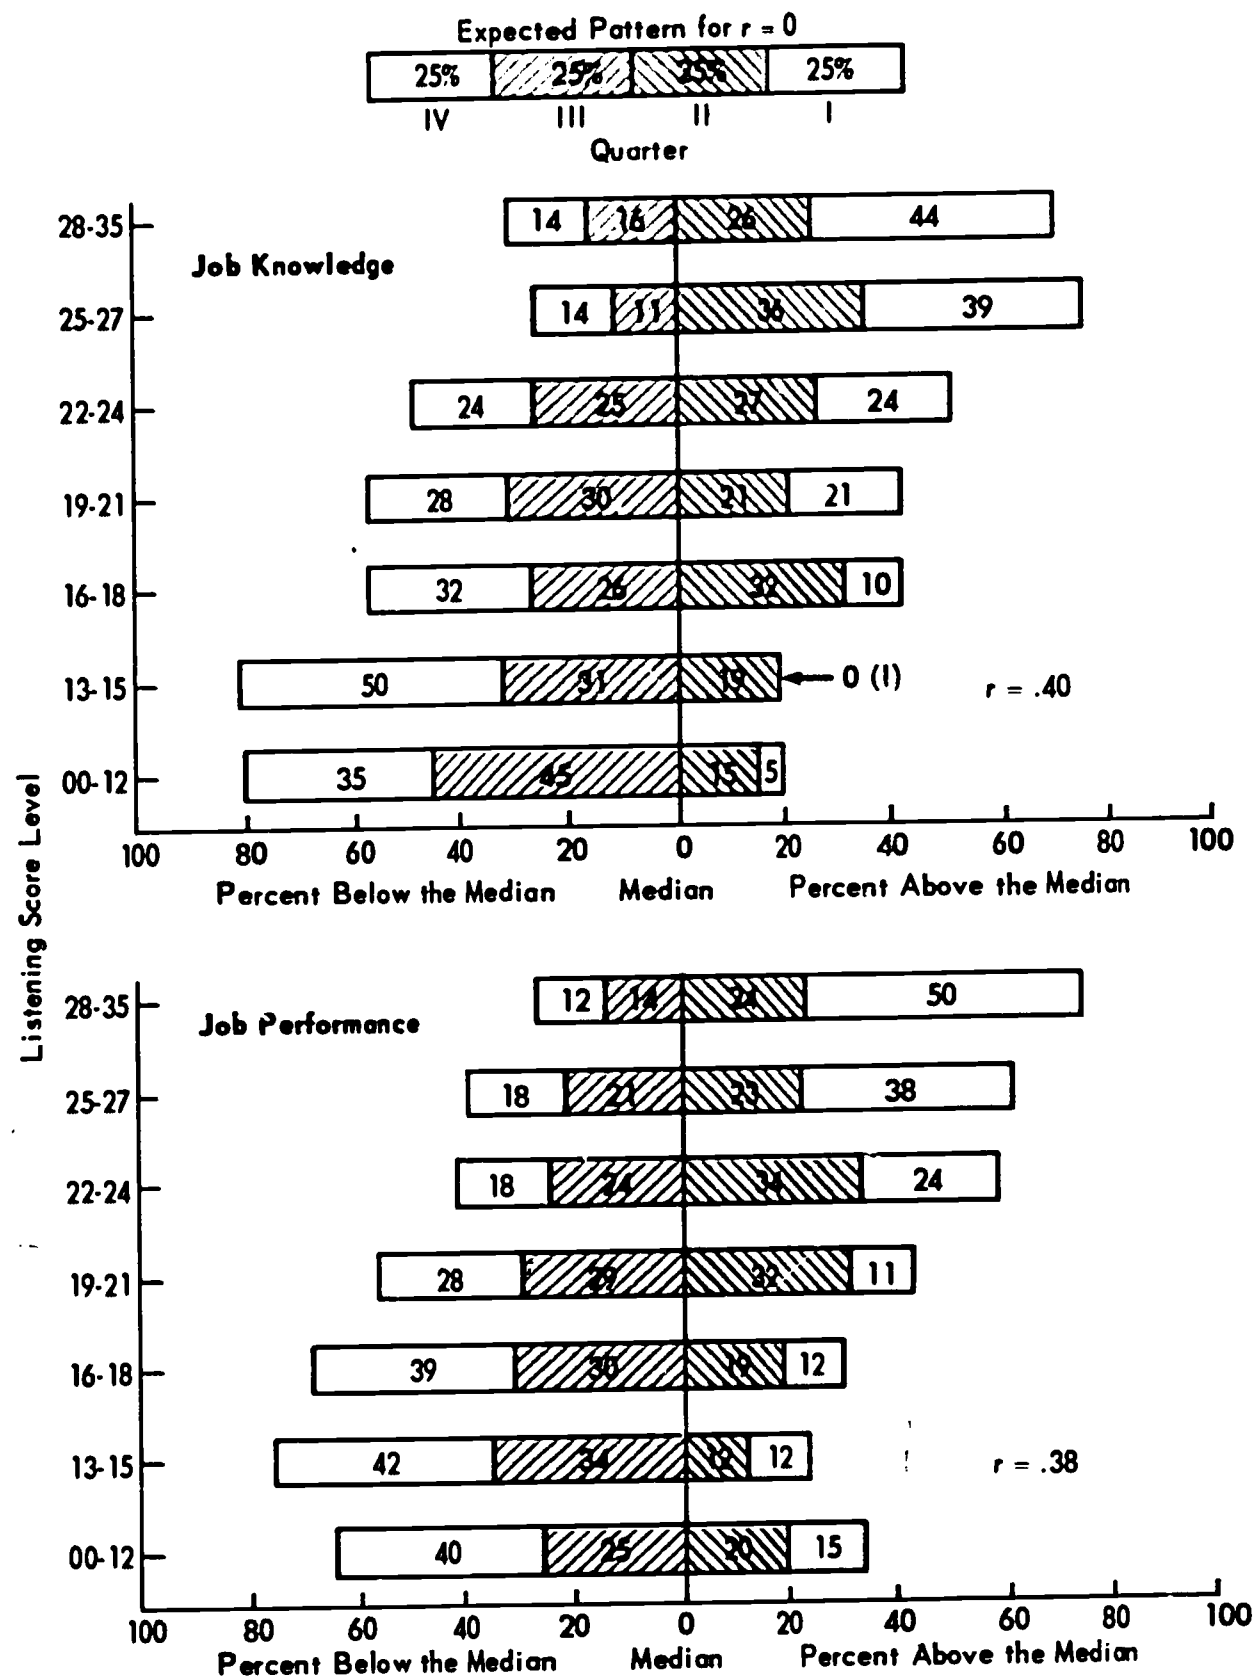 Expected Pattern for r = 0
25% 25% 25% 25%
IV III II I
Quarter
Listening Score Level
Job Knowledge
28-35 14 16 26 44
25-27 14 11 36 39
22-24 24 25 27 24
19-21 28 30 21 21
16-18 32 26 32 10
13-15 50 31 19 0 (I) r = .40
00-12 35 45 15 5
100 80 60 40 20 0 20 40 60 80 100
Percent Below the Median Median Percent Above the Median
Job Performance
28-35 12 14 24 50
25-27 18 21 23 38
22-24 18 24 34 24
19-21 28 29 32 11
16-18 39 30 19 12
13-15 42 34 12 12 r = .38
00-12 40 25 20 15
100 80 60 40 20 0 20 40 60 80 100
Percent Below the Median Median Percent Above the Median